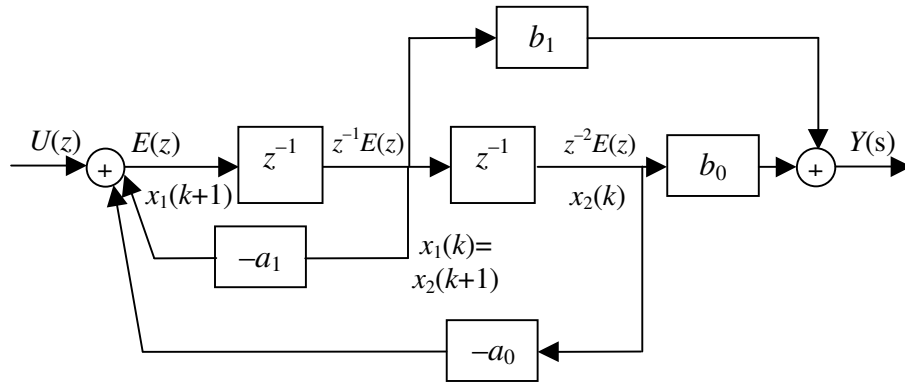 b₁
U(z)
E(z)
z⁻¹
z⁻¹E(z)
z⁻¹
z⁻²E(z)
b₀
Y(s)
+
+
x₁(k+1)
x₂(k)
−a₁
x₁(k)=
x₂(k+1)
−a₀